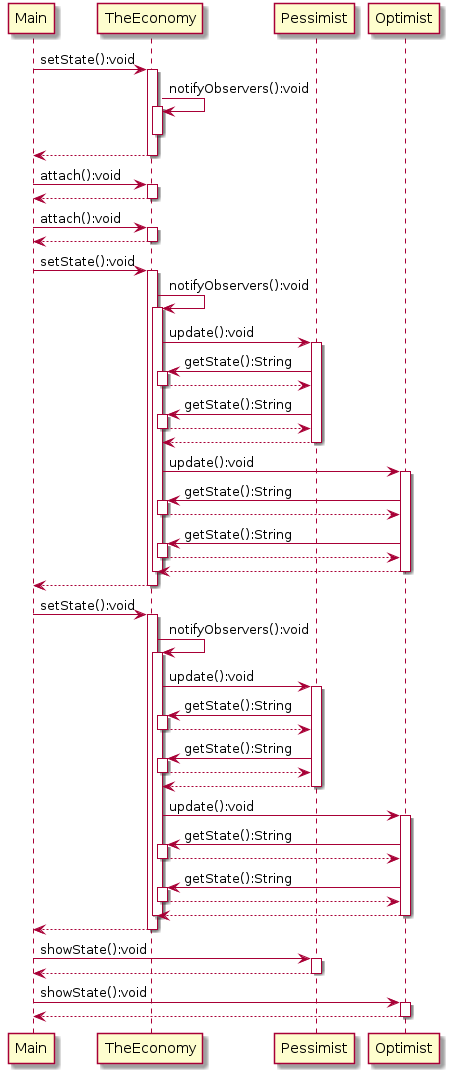 Main TheEconomy Pessimist Optimist
setState():void
notifyObservers():void
attach():void
attach():void
setState():void
notifyObservers():void
update():void
getState():String
getState():String
update():void
getState():String
getState():String
setState():void
notifyObservers():void
update():void
getState():String
getState():String
update():void
getState():String
getState():String
showState():void
showState():void
Main TheEconomy Pessimist Optimist